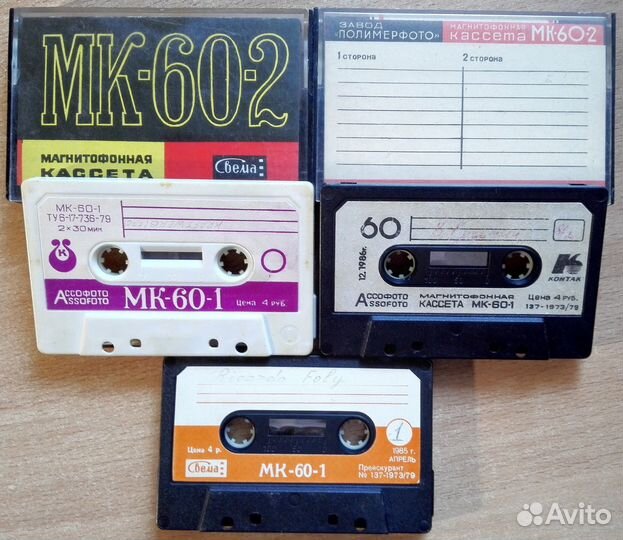 МК-60-2
МАГНИТОФОННАЯ
КАССЕТА
Свема
ЗАВОД
«ПОЛИМЕРФОТО»
МАГНИТОФОННАЯ
кассета МК-60-2
1 СТОРОНА
2 СТОРОНА
МК-60-1
ТУ6-17-736-79
2×30 МИН
К
АССОФОТО
ASSOFOTO
МК-60-1
Цена 4 РУБ.
60
12.1986г.
КОNТАК
АССОФОТО
ASSOFOTO
МАГНИТОФОННАЯ
КАССЕТА МК-60-1
Цена 4 РУБ.
137-1973/79
Ricardo Foly
1
Цена 4 р.
Свема
МК-60-1
1985 г.
АПРЕЛЬ
Прейскурант
№ 137-1973/79
Avito